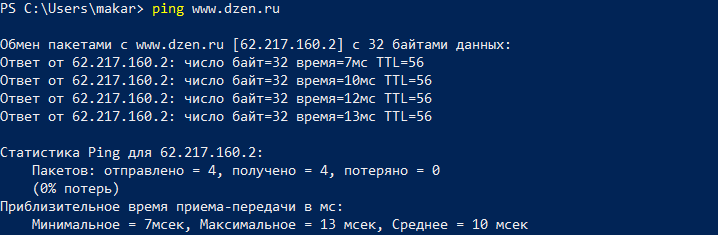 PS C:\Users\makar> ping www.dzen.ru
Обмен пакетами с www.dzen.ru [62.217.160.2] с 32 байтами данных:
Ответ от 62.217.160.2: число байт=32 время=7мс TTL=56
Ответ от 62.217.160.2: число байт=32 время=10мс TTL=56
Ответ от 62.217.160.2: число байт=32 время=12мс TTL=56
Ответ от 62.217.160.2: число байт=32 время=13мс TTL=56
Статистика Ping для 62.217.160.2:
Пакетов: отправлено = 4, получено = 4, потеряно = 0
(0% потерь)
Приблизительное время приема-передачи в мс:
Минимальное = 7мсек, Максимальное = 13 мсек, Среднее = 10 мсек